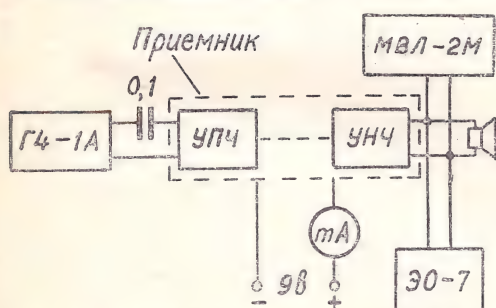 Приемник
МВЛ-2М
0,1
Г4-1А
УПЧ
УНЧ
mA
9в
- +
ЭО-7